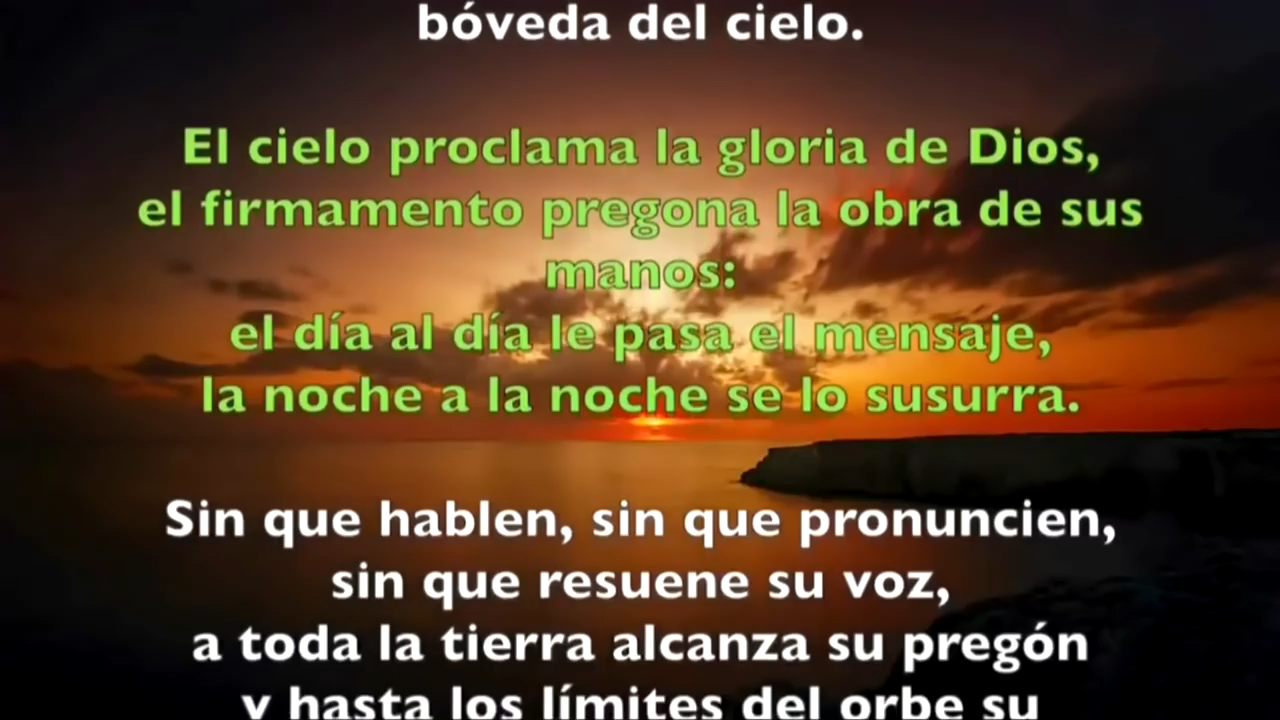 bóveda del cielo.
El cielo proclama la gloria de Dios,
el firmamento pregona la obra de sus
manos:
el día al día le pasa el mensaje,
la noche a la noche se lo susurra.
Sin que hablen, sin que pronuncien,
sin que resuene su voz,
a toda la tierra alcanza su pregón
y hasta los límites del orbe su